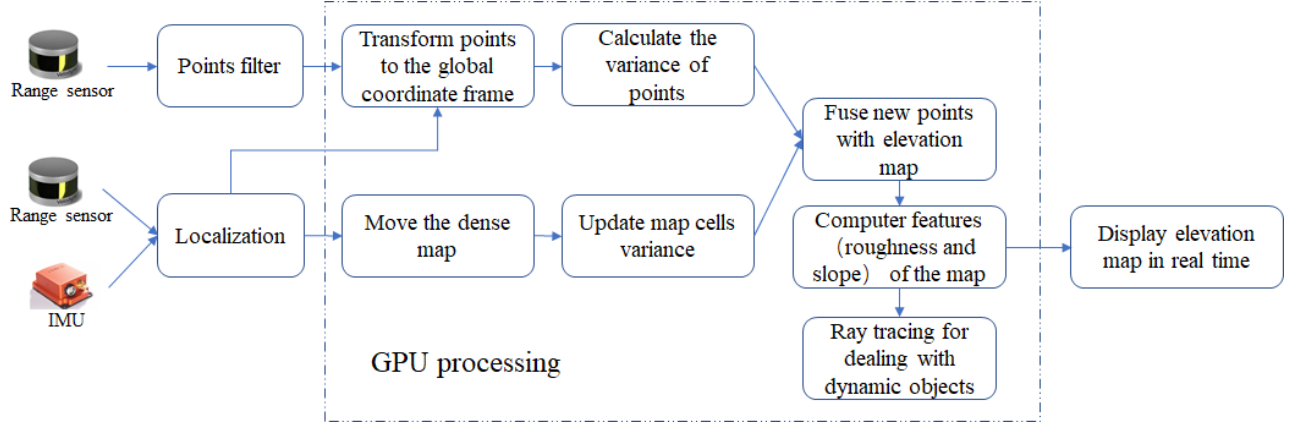 Range sensor
Points filter
Transform points
to the global
coordinate frame
Calculate the
variance of
points
Range sensor
IMU
Localization
Move the dense
map
Update map cells
variance
Fuse new points
with elevation
map
Computer features
（roughness and
slope） of the map
Ray tracing for
dealing with
dynamic objects
Display elevation
map in real time
GPU processing